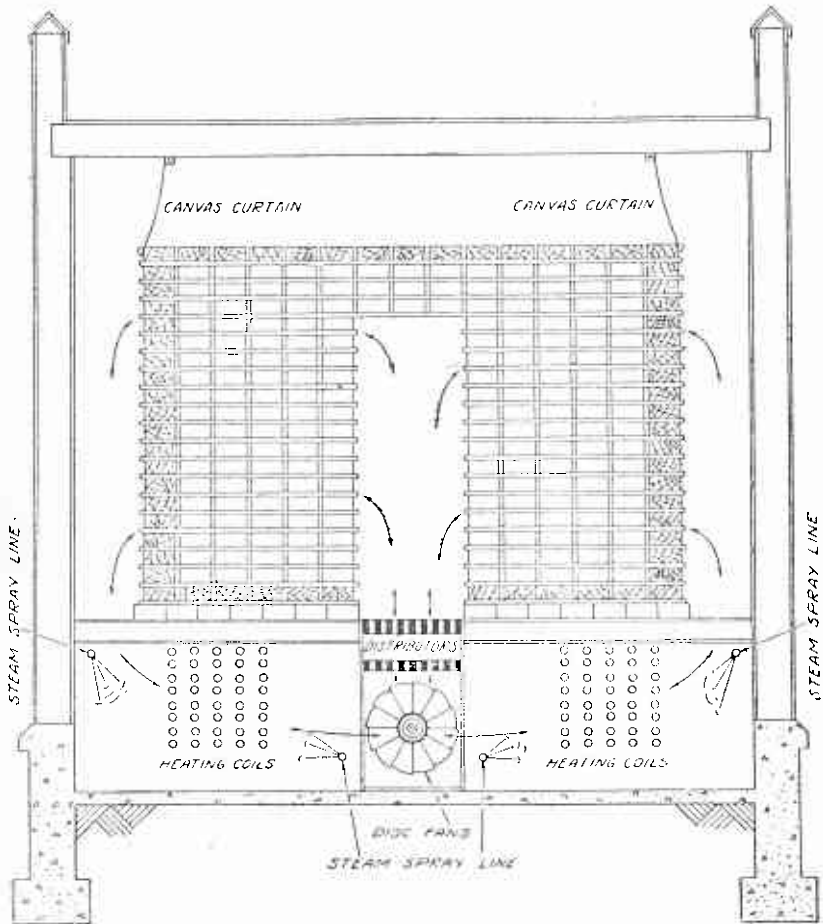 CANVAS CURTAIN
CANVAS CURTAIN
STEAM SPRAY LINE.
STEAM SPRAY LINE
DISTRIBUTORS
HEATING COILS
HEATING COILS
DISC FANS
STEAM SPRAY LINE